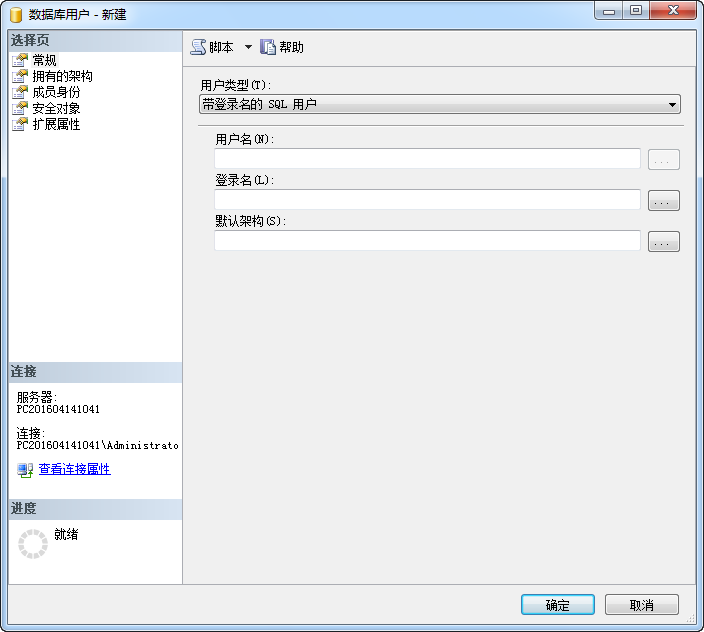 数据库用户 - 新建
选择页
常规
拥有的架构
成员身份
安全对象
扩展属性
脚本
帮助
用户类型(T):
带登录名的 SQL 用户
用户名(N):
...
登录名(L):
...
默认架构(S):
...
连接
服务器:
PC201604141041
连接:
PC201604141041\Administrato
查看连接属性
进度
就绪
确定
取消